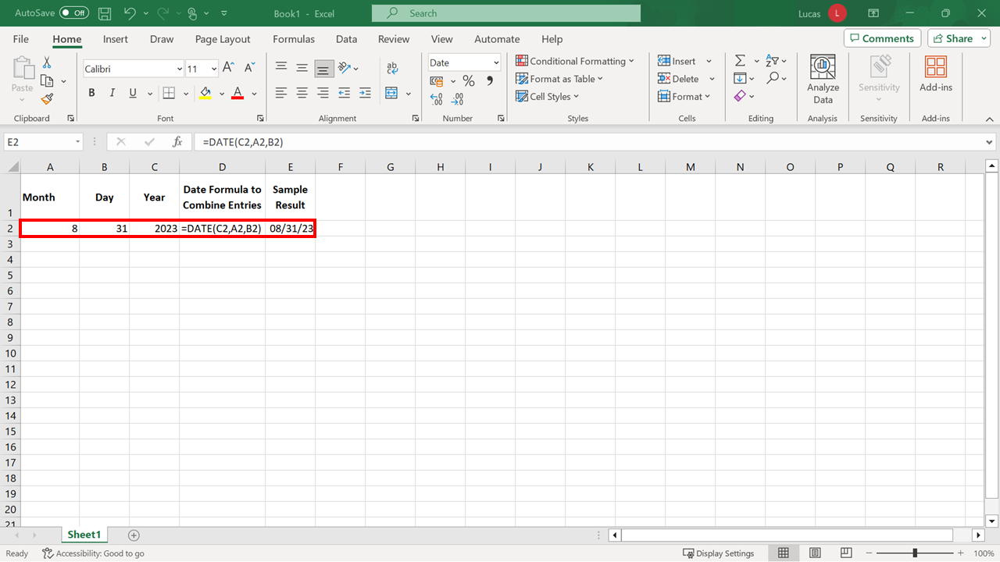 AutoSave Off Book1 - Excel Search Lucas L
File Home Insert Draw Page Layout Formulas Data Review View Automate Help Comments Share
Paste
Clipboard
Calibri 11
B I U A
Font
ab
Alignment
Date
% 9
Number
Conditional Formatting
Format as Table
Cell Styles
Styles
Insert
Delete
Format
Cells
Editing
Analyze
Data
Analysis
Sensitivity
Sensitivity
Add-ins
Add-ins
E2 fx =DATE(C2,A2,B2)
A B C D E F G H I J K L M N O P Q R
1 Month Day Year Date Formula to
Combine Entries Sample
Result
2 8 31 2023 =DATE(C2,A2,B2) 08/31/23
3
4
5
6
7
8
9
10
11
12
13
14
15
16
17
18
19
20
21
Sheet1
Ready Accessibility: Good to go Display Settings 100%